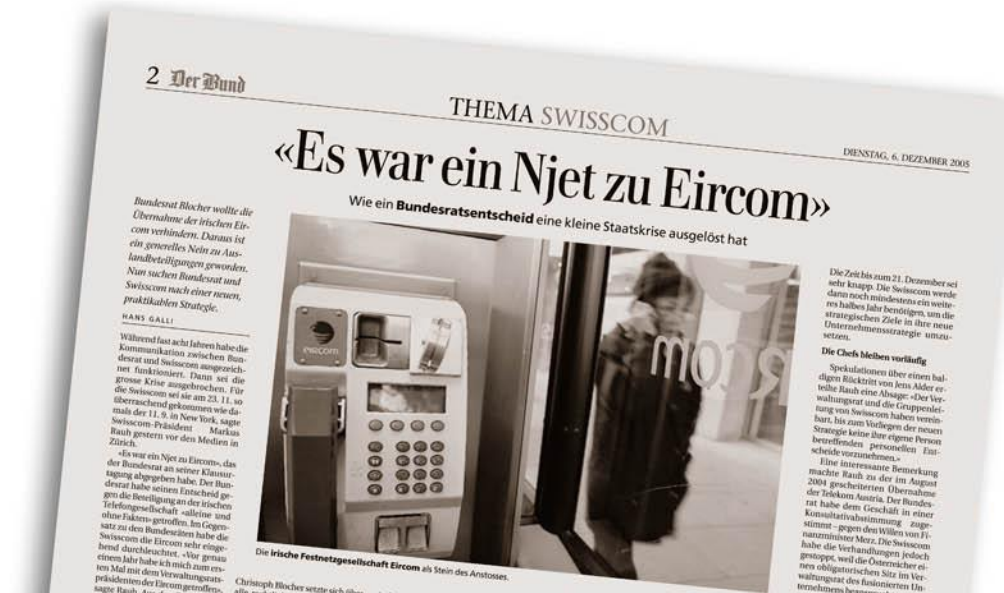 2 Der Bund
THEMA SWISSCOM
DIENSTAG, 6. DEZEMBER 2005
«Es war ein Njet zu Eircom»
Wie ein Bundesratsentscheid eine kleine Staatskrise ausgelöst hat
Bundesrat Blocher wollte die
Übernahme der irischen Eir-
com verhindern. Daraus ist
ein generelles Nein zu Aus-
landbeteiligungen geworden.
Nun suchen Bundesrat und
Swisscom nach einer neuen,
praktikablen Strategie.
HANS GALLI
Während fast acht Jahren habe die
Kommunikation zwischen Bun-
desrat und Swisscom ausgezeich-
net funktioniert. Dann sei die
grosse Krise ausgebrochen. Für
die Swisscom sei sie am 23. 11. so
überraschend gekommen wie da-
mals der 11. 9. in New York, sagte
Swisscom-Präsident Markus
Rauh gestern vor den Medien in
Zürich.
«Es war ein Njet zu Eircom», das
der Bundesrat an seiner Klausur-
tagung abgegeben habe. Der Bun-
desrat habe seinen Entscheid ge-
gen die Beteiligung an der irischen
Telefongesellschaft «alleine und
ohne Fakten» getroffen. Im Gegen-
satz zu den Bundesräten habe die
Swisscom die Eircom sehr einge-
hend durchleuchtet. «Vor genau
einem Jahr habe ich mich zum ers-
ten Mal mit dem Verwaltungsrats-
präsidenten der Eircom getroffen»,
sagte Rauh.
eircom
eircom
Die irische Festnetzgesellschaft Eircom als Stein des Anstosses.
Christoph Blocher setzte sich
Die Zeit bis zum 21. Dezember sei
sehr knapp. Die Swisscom werde
dann noch mindestens ein weite-
res halbes Jahr benötigen, um die
strategischen Ziele in ihre neue
Unternehmensstrategie umzu-
setzen.
Die Chefs bleiben vorläufig
Spekulationen über einen bal-
digen Rücktritt von Jens Alder er-
teilte Rauh eine Absage: «Der Ver-
waltungsrat und die Gruppenlei-
tung von Swisscom haben verein-
bart, bis zum Vorliegen der neuen
Strategie keine ihre eigene Person
betreffenden personellen Ent-
scheide vorzunehmen.»
Eine interessante Bemerkung
machte Rauh zu der im August
2004 gescheiterten Übernahme
der Telekom Austria. Der Bundes-
rat habe dem Geschäft in einer
Konsultativabstimmung zuge-
stimmt – gegen den Willen von Fi-
nanzminister Merz. Die Swisscom
habe die Verhandlungen jedoch
gestoppt, weil die Österreicher ei-
nen obligatorischen Sitz im Ver-
waltungsrat des fusionierten Un-
ternehmens